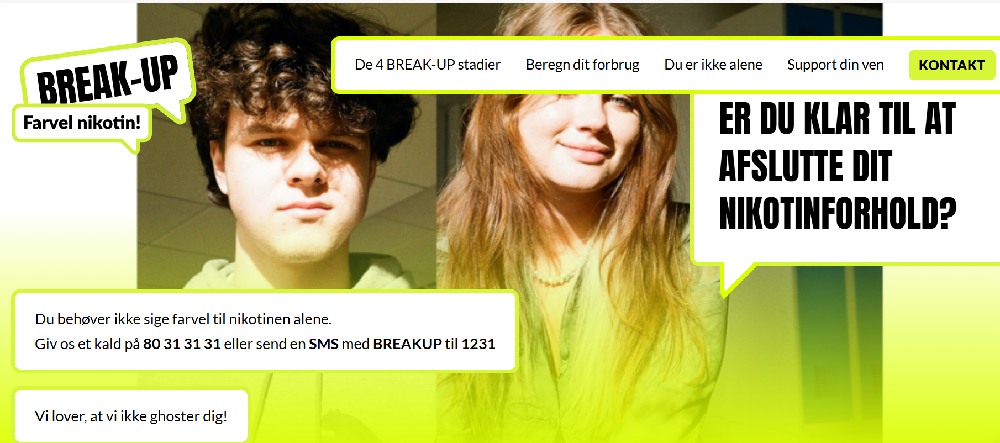 BREAK-UP
Farvel nikotin!
De 4 BREAK-UP stadier
Beregn dit forbrug
Du er ikke alene
Support din ven
KONTAKT
ER DU KLAR TIL AT
AFSLUTTE DIT
NIKOTINFORHOLD?
Du behøver ikke sige farvel til nikotinen alene.
Giv os et kald på 80 31 31 31 eller send en SMS med BREAKUP til 1231
Vi lover, at vi ikke ghoster dig!